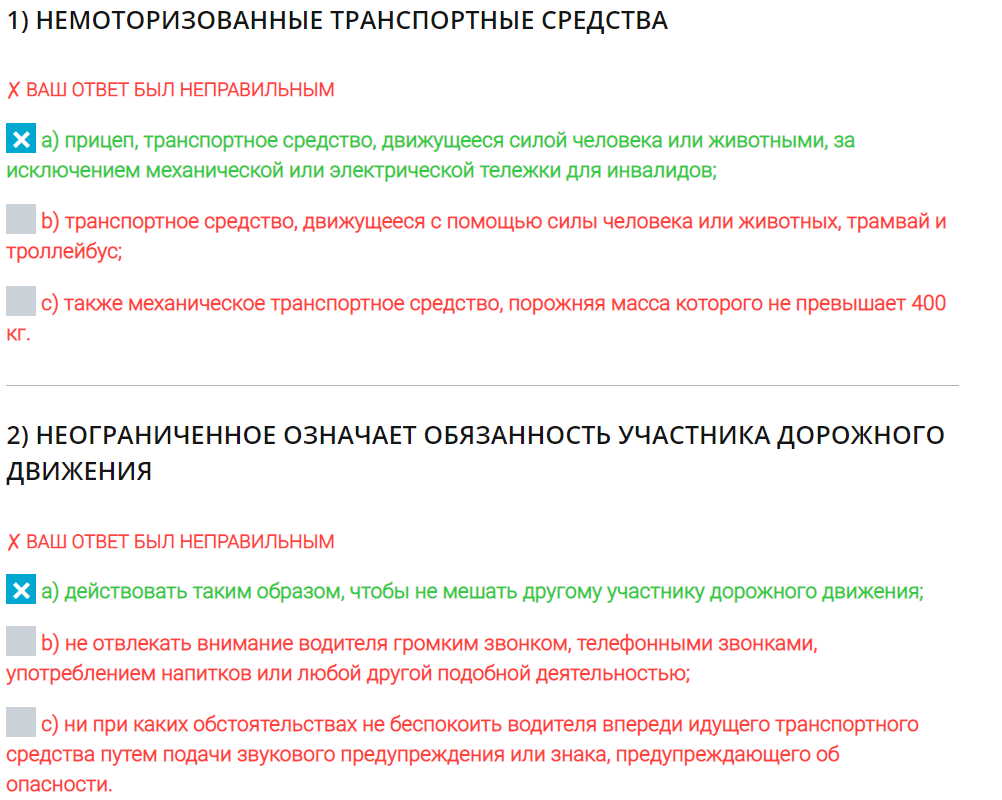 1) НЕМОТОРИЗОВАННЫЕ ТРАНСПОРТНЫЕ СРЕДСТВА
✗ ВАШ ОТВЕТ БЫЛ НЕПРАВИЛЬНЫМ
a) прицеп, транспортное средство, движущееся силой человека или животными, за
исключением механической или электрической тележки для инвалидов;
b) транспортное средство, движущееся с помощью силы человека или животных, трамвай и
троллейбус;
c) также механическое транспортное средство, порожняя масса которого не превышает 400
кг.
2) НЕОГРАНИЧЕННОЕ ОЗНАЧАЕТ ОБЯЗАННОСТЬ УЧАСТНИКА ДОРОЖНОГО
ДВИЖЕНИЯ
✗ ВАШ ОТВЕТ БЫЛ НЕПРАВИЛЬНЫМ
a) действовать таким образом, чтобы не мешать другому участнику дорожного движения;
b) не отвлекать внимание водителя громким звонком, телефонными звонками,
употреблением напитков или любой другой подобной деятельностью;
c) ни при каких обстоятельствах не беспокоить водителя впереди идущего транспортного
средства путем подачи звукового предупреждения или знака, предупреждающего об
опасности.